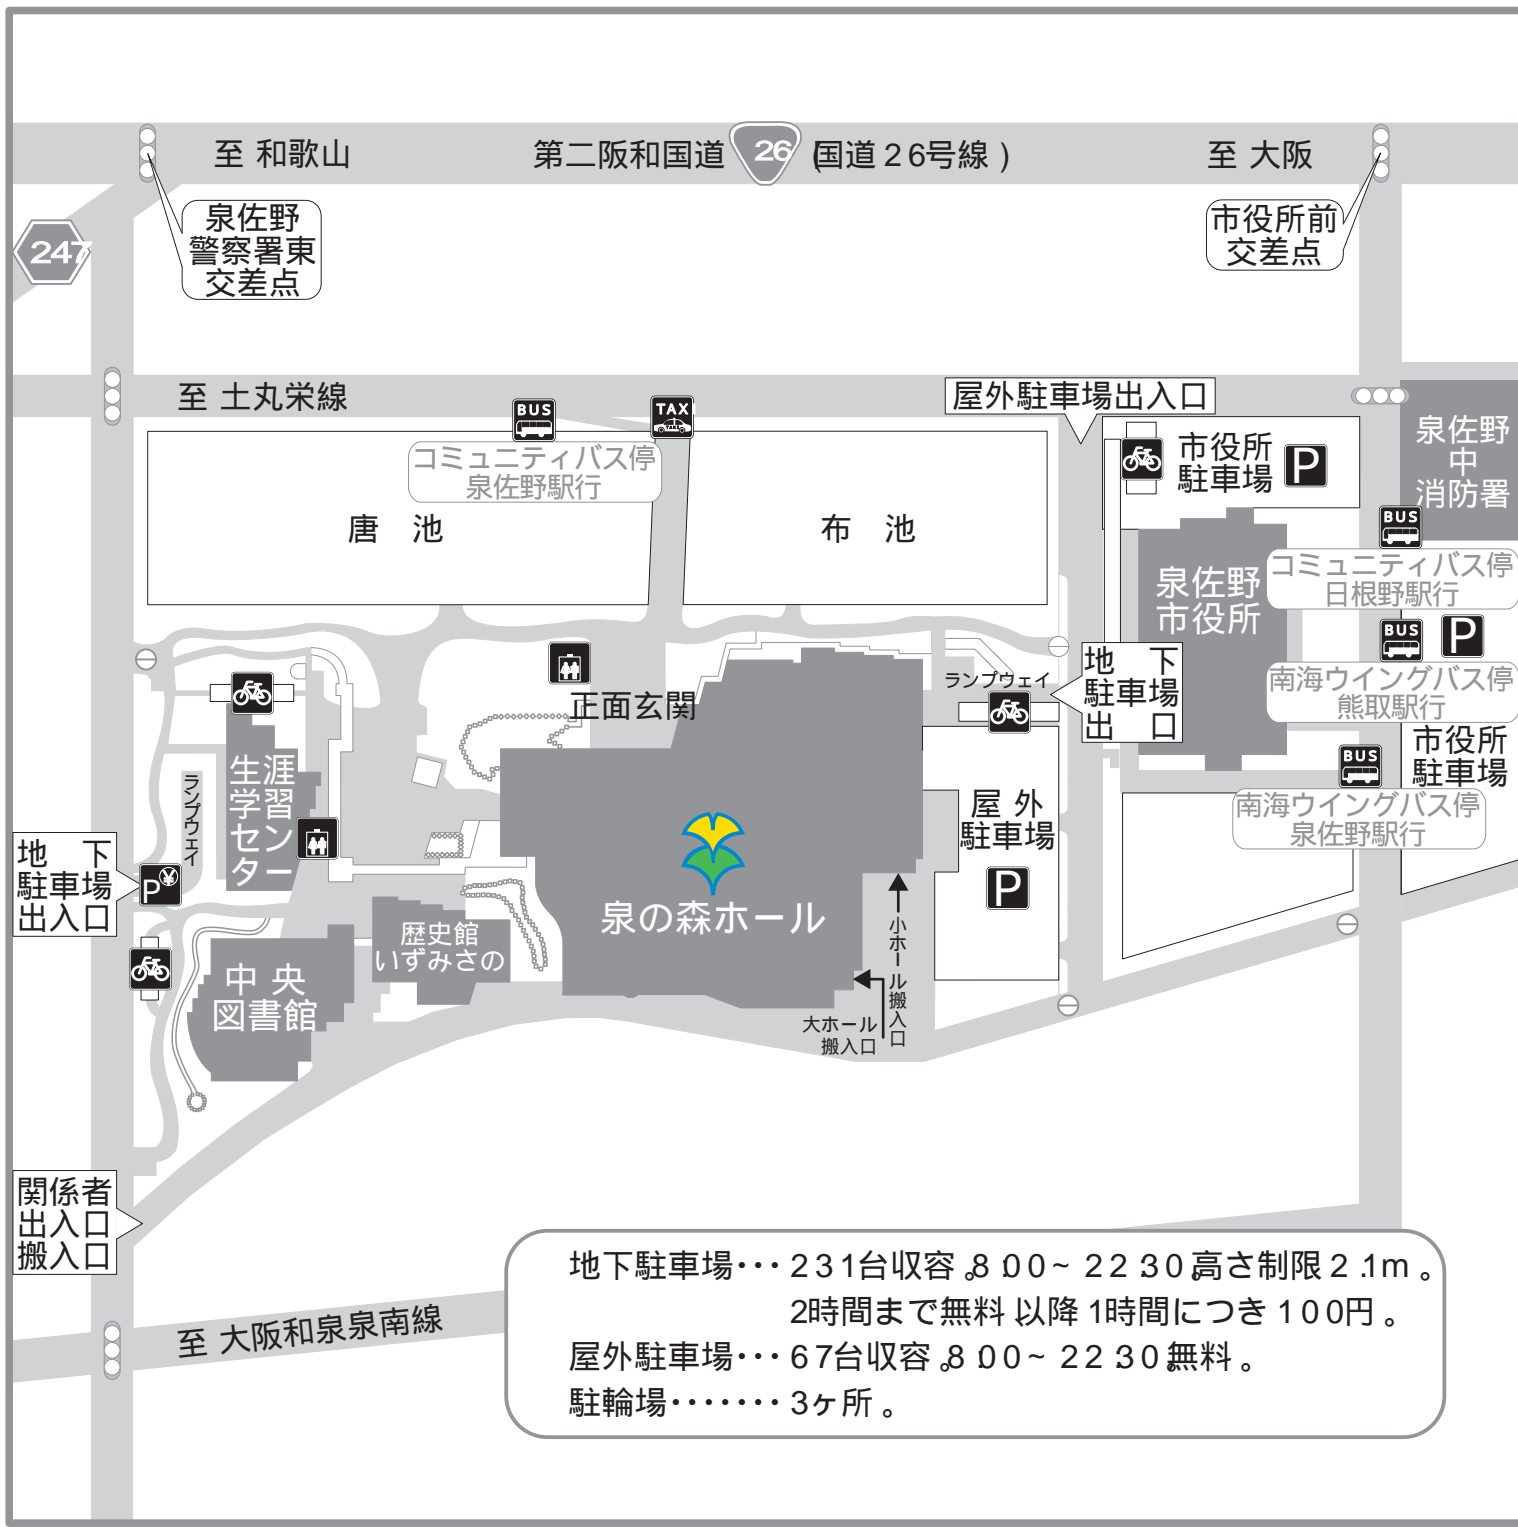 至 和歌山
第二阪和国道
26
(国道26号線)
至 大阪
泉佐野
警察署東
交差点
市役所前
交差点
247
至 土丸栄線
BUS
TAXI
TAXI
屋外駐車場出入口
コミュニティバス停
泉佐野駅行
市役所
駐車場
P
泉佐野
中
消防署
唐 池
布 池
BUS
コミュニティバス停
日根野駅行
泉佐野
市役所
BUS
P
南海ウイングバス停
熊取駅行
市役所
駐車場
BUS
南海ウイングバス停
泉佐野駅行
地 下
駐車場
出 口
ランプウェイ
正面玄関
生涯
学習
センター
ランプウェイ
屋 外
駐車場
P
地 下
駐車場
出入口
P¥
泉の森ホール
歴史館
いずみさの
中 央
図書館
小ホール搬入口
大ホール
搬入口
関係者
出入口
搬入口
至 大阪和泉泉南線
地下駐車場･･･231台収容。8:00~22:30。高さ制限2.1m。
2時間まで無料 以降1時間につき100円。
屋外駐車場･･･67台収容。8:00~22:30。無料。
駐輪場･･･････3ヶ所。